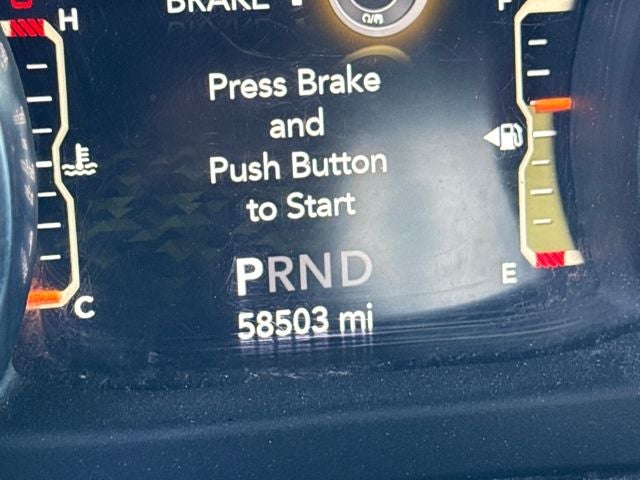 BRAKE !
H
F
Press Brake
and
Push Button
to Start
PRND
E
C
58503 mi